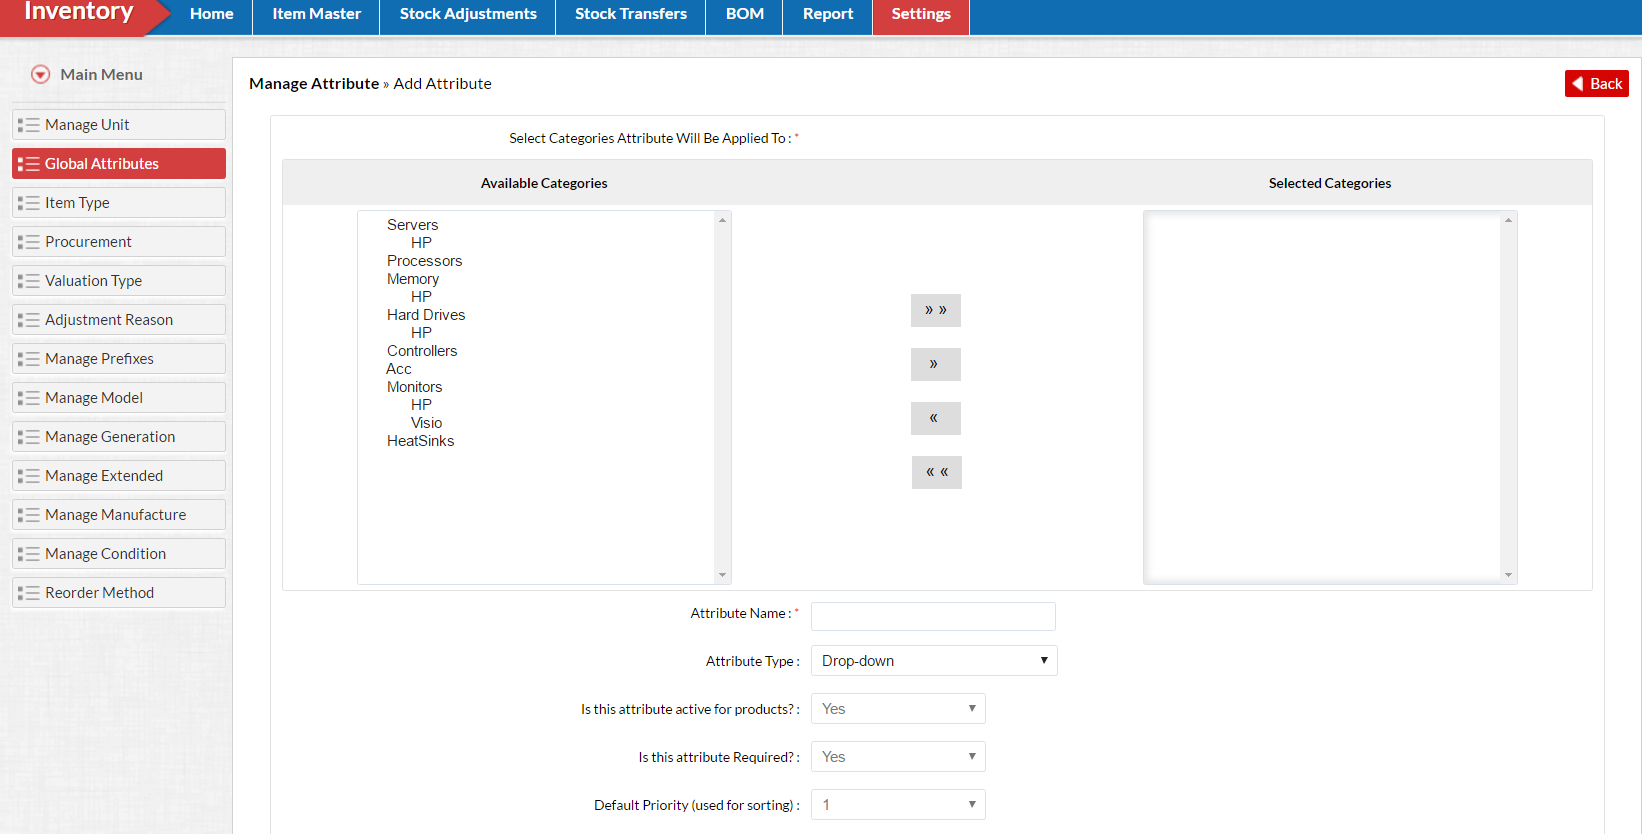 Inventory
Home
Item Master
Stock Adjustments
Stock Transfers
BOM
Report
Settings
Main Menu
Manage Unit
Global Attributes
Item Type
Procurement
Valuation Type
Adjustment Reason
Manage Prefixes
Manage Model
Manage Generation
Manage Extended
Manage Manufacture
Manage Condition
Reorder Method
Manage Attribute » Add Attribute
Back
Select Categories Attribute Will Be Applied To : *
Available Categories
Selected Categories
Servers
HP
Processors
Memory
HP
Hard Drives
HP
Controllers
Acc
Monitors
HP
Visio
HeatSinks
» »
»
«
« «
Attribute Name : *
Attribute Type : Drop-down
Is this attribute active for products? : Yes
Is this attribute Required? : Yes
Default Priority (used for sorting) : 1